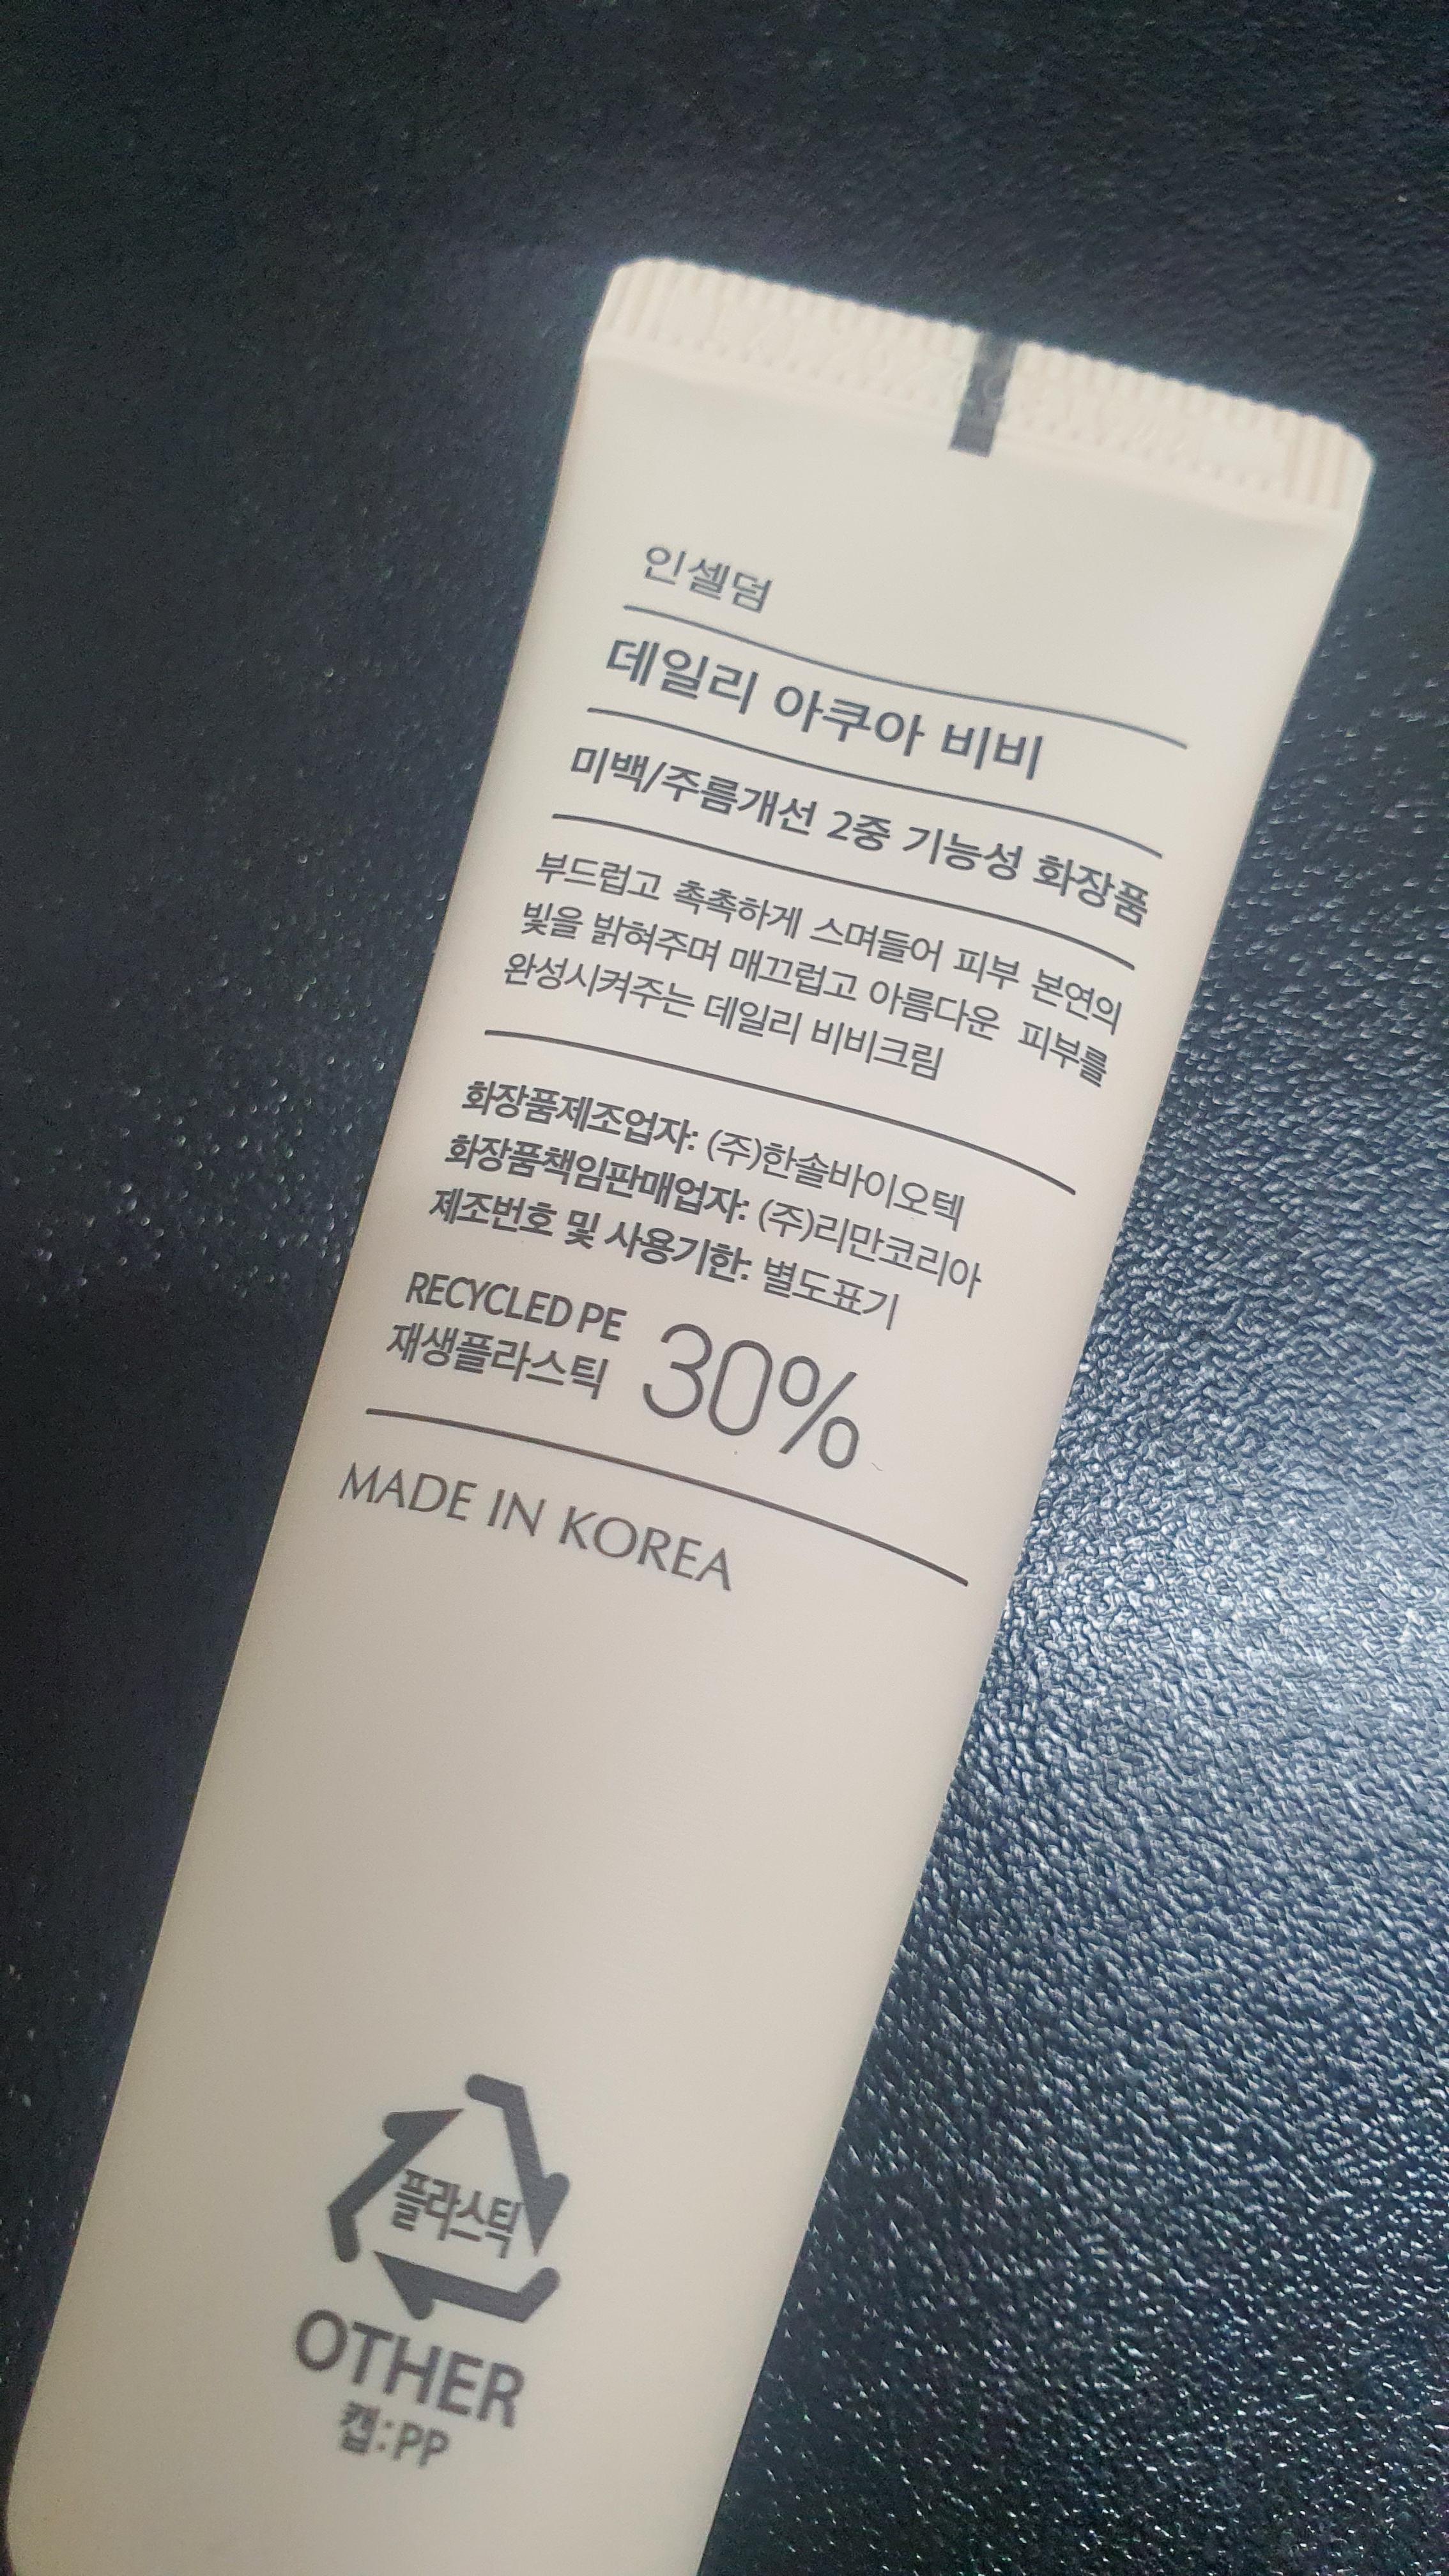 인셀덤
데일리 아쿠아 비비
미백/주름개선 2중 기능성 화장품
부드럽고 촉촉하게 스며들어 피부 본연의
빛을 밝혀주며 매끄럽고 아름다운 피부를
완성시켜주는 데일리 비비크림
화장품제조업자: (주)한솔바이오텍
화장품책임판매업자: (주)리만코리아
제조번호 및 사용기한: 별도표기
RECYCLED PE
재생플라스틱 30%
MADE IN KOREA
플라스틱
OTHER
캡:PP